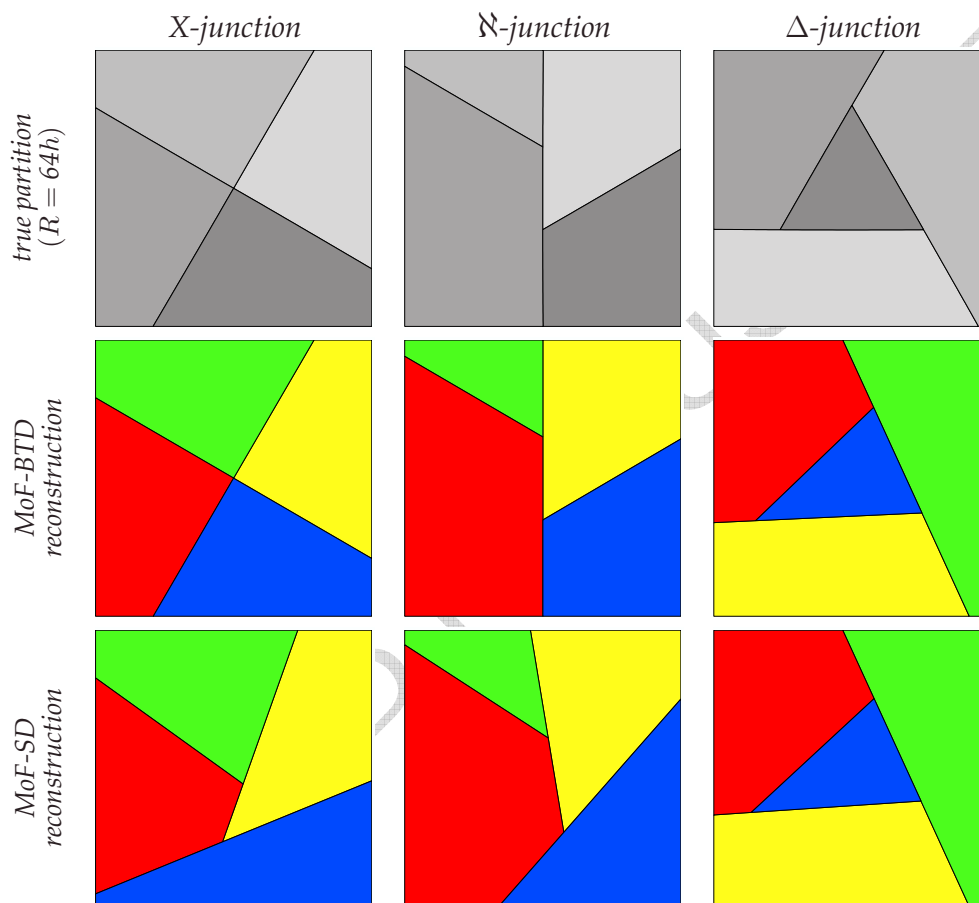 X-junction
ℵ-junction
Δ-junction
true partition
(R = 64h)
MoF-BTD
reconstruction
MoF-SD
reconstruction